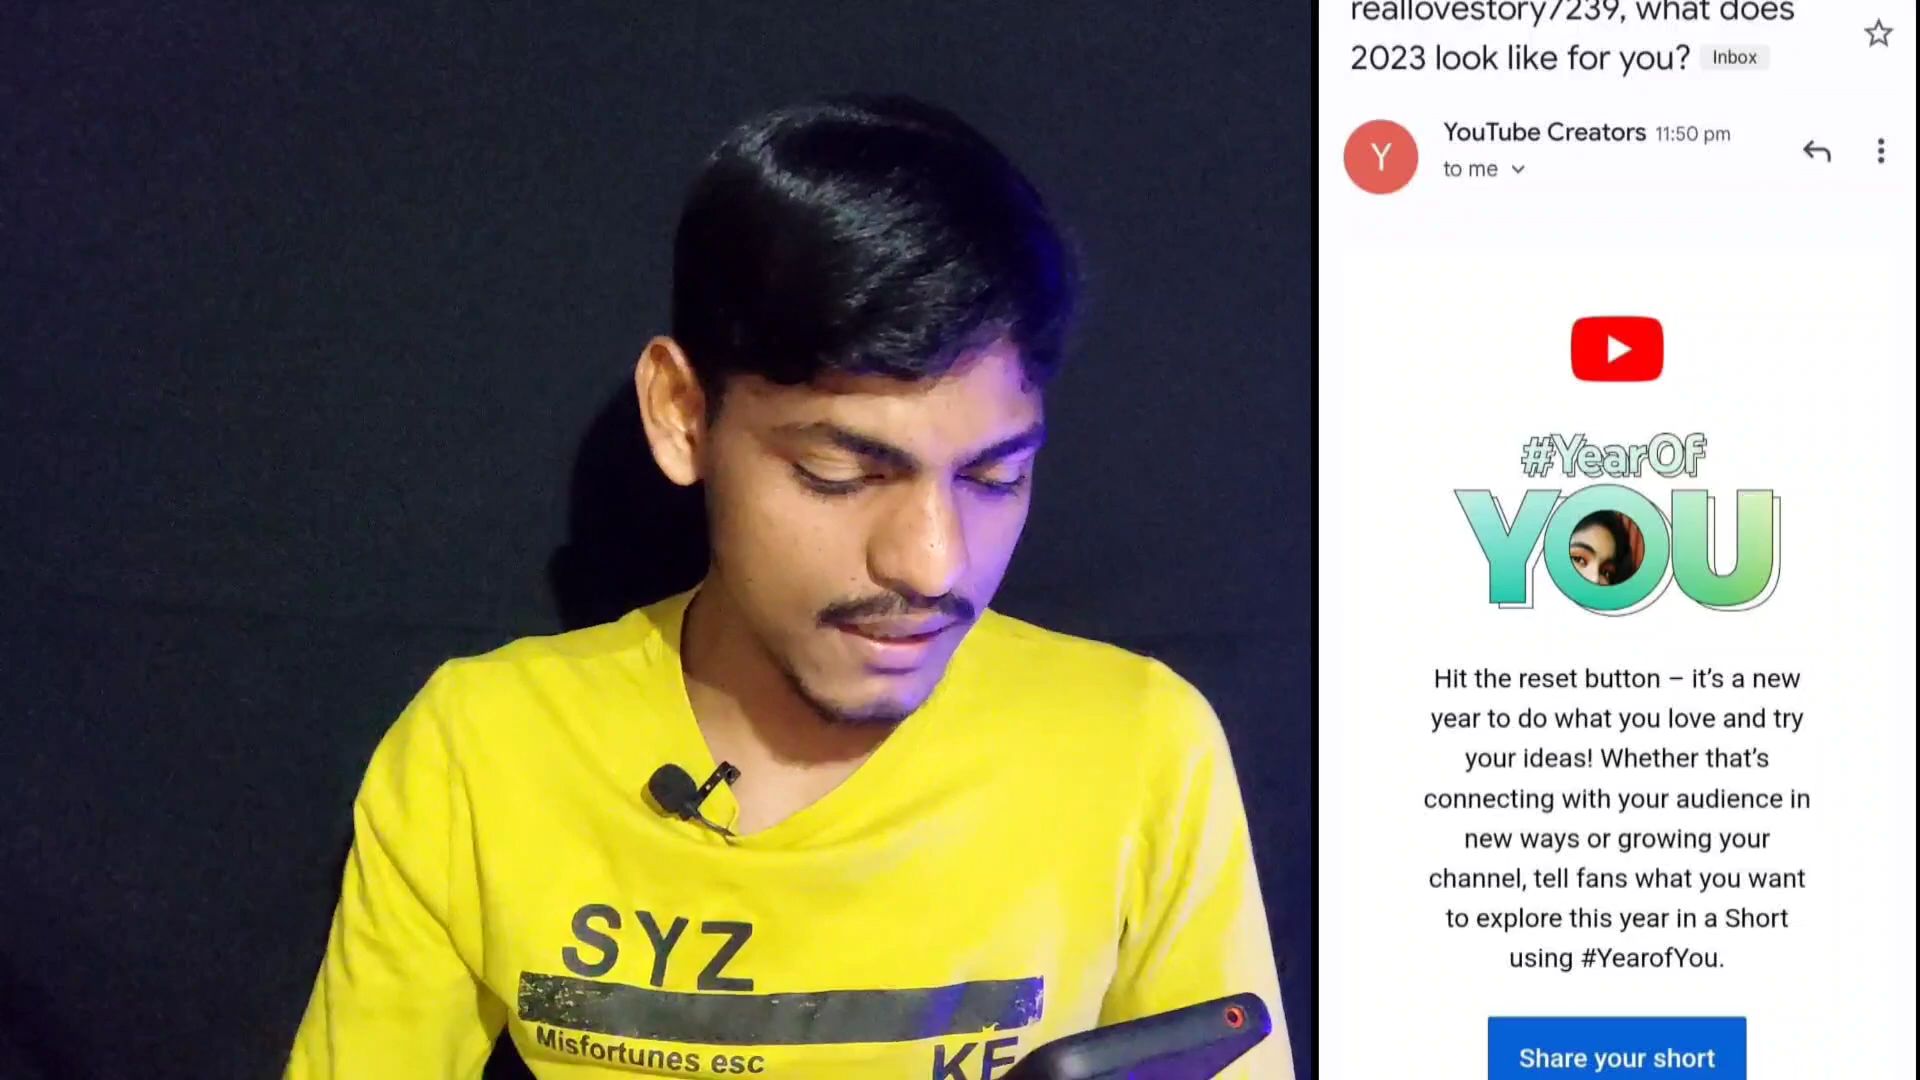 reallovestory7239, what does
2023 look like for you? Inbox
YouTube Creators 11:50 pm
to me
Y
#YearOf
YOU
Hit the reset button – it’s a new
year to do what you love and try
your ideas! Whether that’s
connecting with your audience in
new ways or growing your
channel, tell fans what you want
to explore this year in a Short
using #YearofYou.
Share your short
SYZ
Misfortunes esc
KE